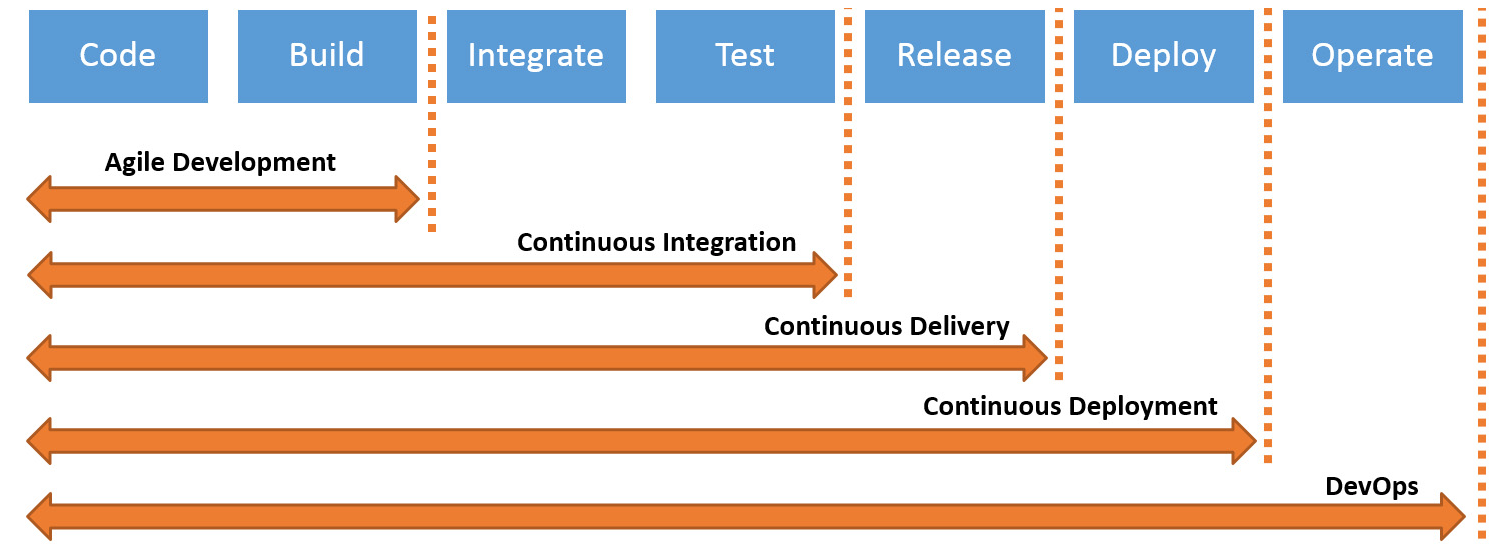 Code
Build
Integrate
Test
Release
Deploy
Operate
Agile Development
Continuous Integration
Continuous Delivery
Continuous Deployment
DevOps